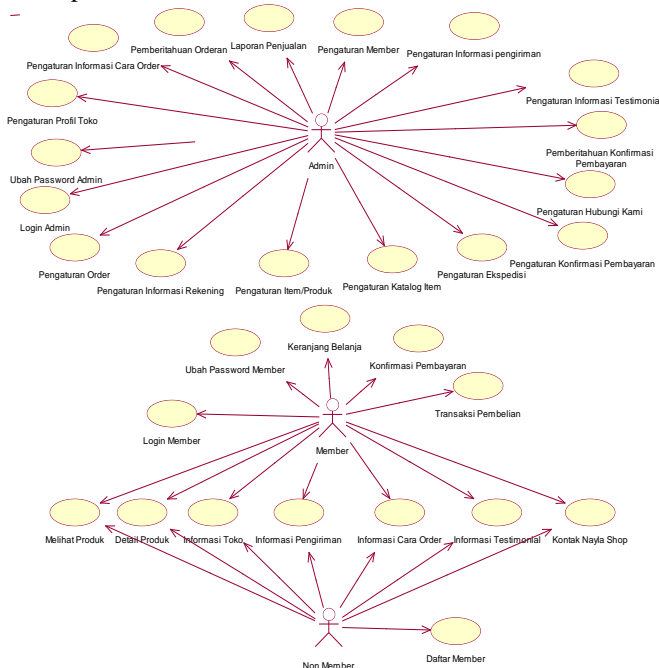 Pemberitahuan Orderan
Laporan Penjualan
Pengaturan Member
Pengaturan Informasi pengiriman
Pengaturan Informasi Cara Order
Pengaturan Informasi Testimonia
Pengaturan Profil Toko
Pemberitahuan Konfirmasi
Pembayaran
Admin
Ubah Password Admin
Pengaturan Hubungi Kami
Login Admin
Pengaturan Order
Pengaturan Informasi Rekening
Pengaturan Item/Produk
Pengaturan Katalog Item
Pengaturan Ekspedisi
Pengaturan Konfirmasi Pembayaran
Keranjang Belanja
Ubah Password Member
Konfirmasi Pembayaran
Transaksi Pembelian
Login Member
Member
Melihat Produk
Detail Produk
Informasi Toko
Informasi Pengiriman
Informasi Cara Order
Informasi Testimonial
Kontak Nayla Shop
Daftar Member
Non Member